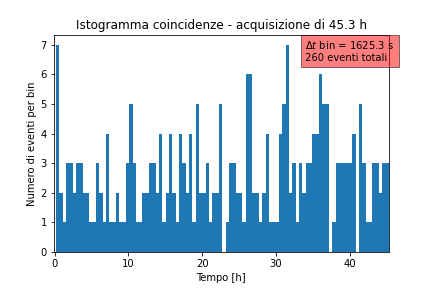 Istogramma coincidenze - acquisizione di 45.3 h
Δt bin = 1625.3 s
260 eventi totali
Numero di eventi per bin
7
6
5
4
3
2
1
0
0
10
20
30
40
Tempo [h]